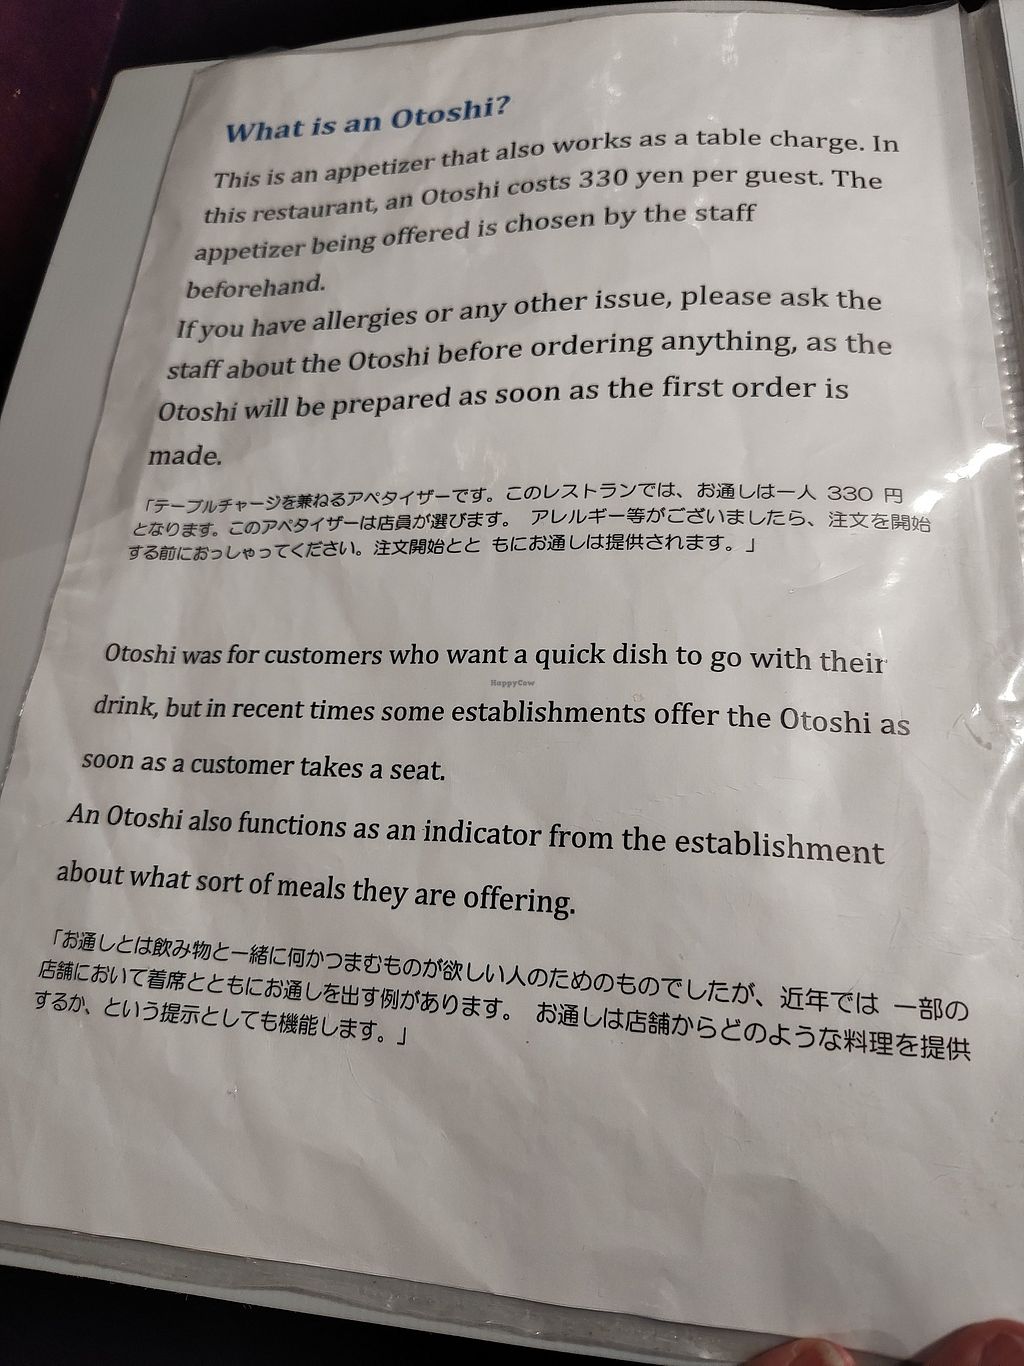 What is an Otoshi?
This is an appetizer that also works as a table charge. In
this restaurant, an Otoshi costs 330 yen per guest. The
appetizer being offered is chosen by the staff
beforehand.
If you have allergies or any other issue, please ask the
staff about the Otoshi before ordering anything, as the
Otoshi will be prepared as soon as the first order is
made.
「テーブルチャージを兼ねるアペタイザーです。このレストランでは、お通しは一人 330 円
となります。このアペタイザーは店員が選びます。 アレルギー等がございましたら、注文を開始
する前におっしゃってください。注文開始とと もにお通しは提供されます。」
Otoshi was for customers who want a quick dish to go with their
HappyCow
drink, but in recent times some establishments offer the Otoshi as
soon as a customer takes a seat.
An Otoshi also functions as an indicator from the establishment
about what sort of meals they are offering.
「お通しとは飲み物と一緒に何かつまむものが欲しい人のためのものでしたが、近年では 一部の
店舗において着席とともにお通しを出す例があります。 お通しは店舗からどのような料理を提供
するか、という提示としても機能します。」